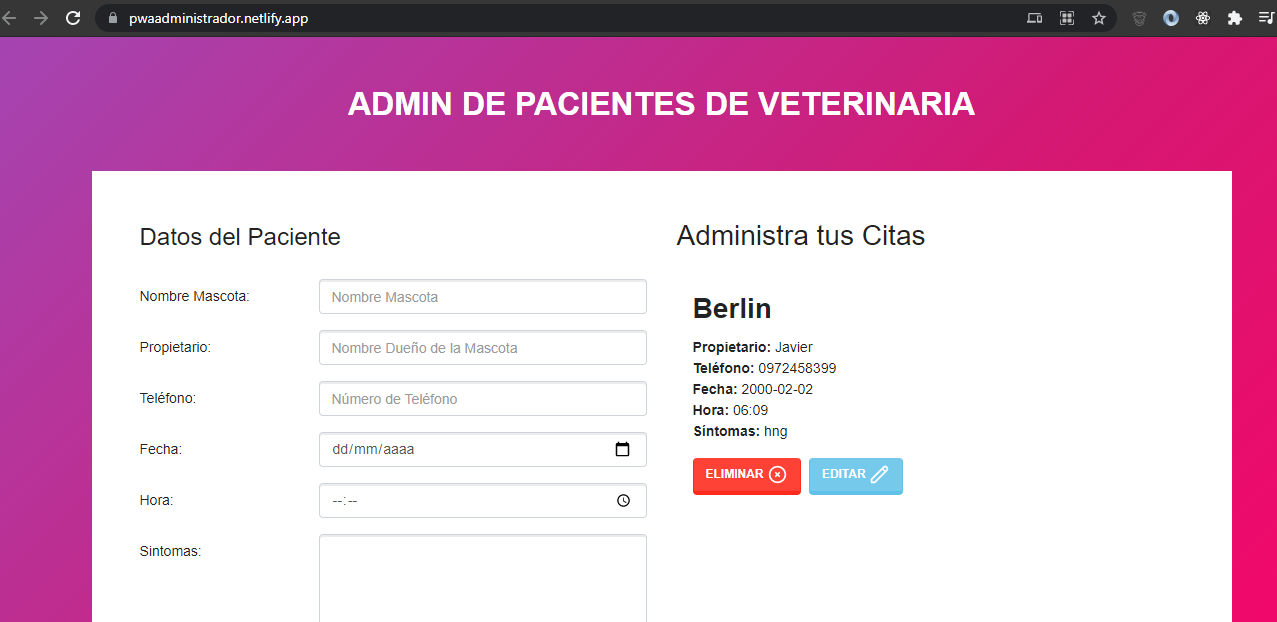 pwaadministrador.netlify.app
ADMIN DE PACIENTES DE VETERINARIA
Datos del Paciente
Nombre Mascota:
Nombre Mascota
Propietario:
Nombre Dueño de la Mascota
Teléfono:
Número de Teléfono
Fecha:
dd/mm/aaaa
Hora:
--:--
Sintomas:
Administra tus Citas
Berlin
Propietario: Javier
Teléfono: 0972458399
Fecha: 2000-02-02
Hora: 06:09
Síntomas: hng
ELIMINAR
EDITAR